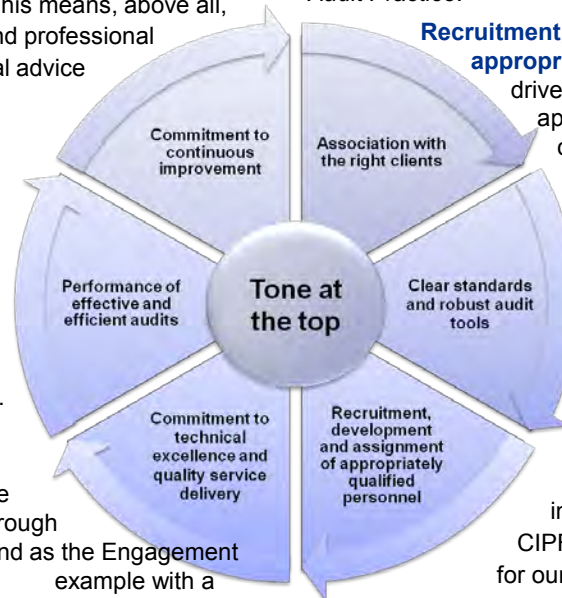 his means, above all,
nd professional
al advice
Audit Practice.
Recruitment
appropr
drive
ap
Commitment to
continuous
improvement
Association with
the right clients
Performance of
effective and
efficient audits
Tone at
the top
Clear standards
and robust audit
tools
Commitment to
technical
excellence and
quality service
delivery
Recruitment,
development
and assignment
of appropriately
qualified
personnel
e
rough
nd as the Engagement
example with a
in
CIPF
for our